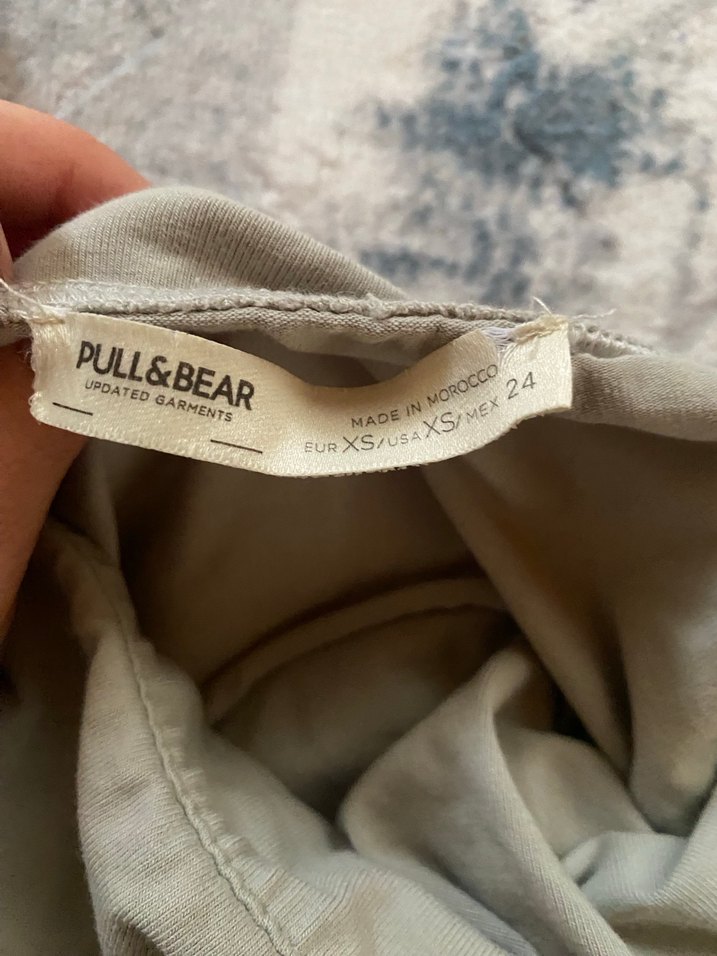 PULL&BEAR
UPDATED GARMENTS
MADE IN MOROCCO
EUR XS/USA XS/MEX 24